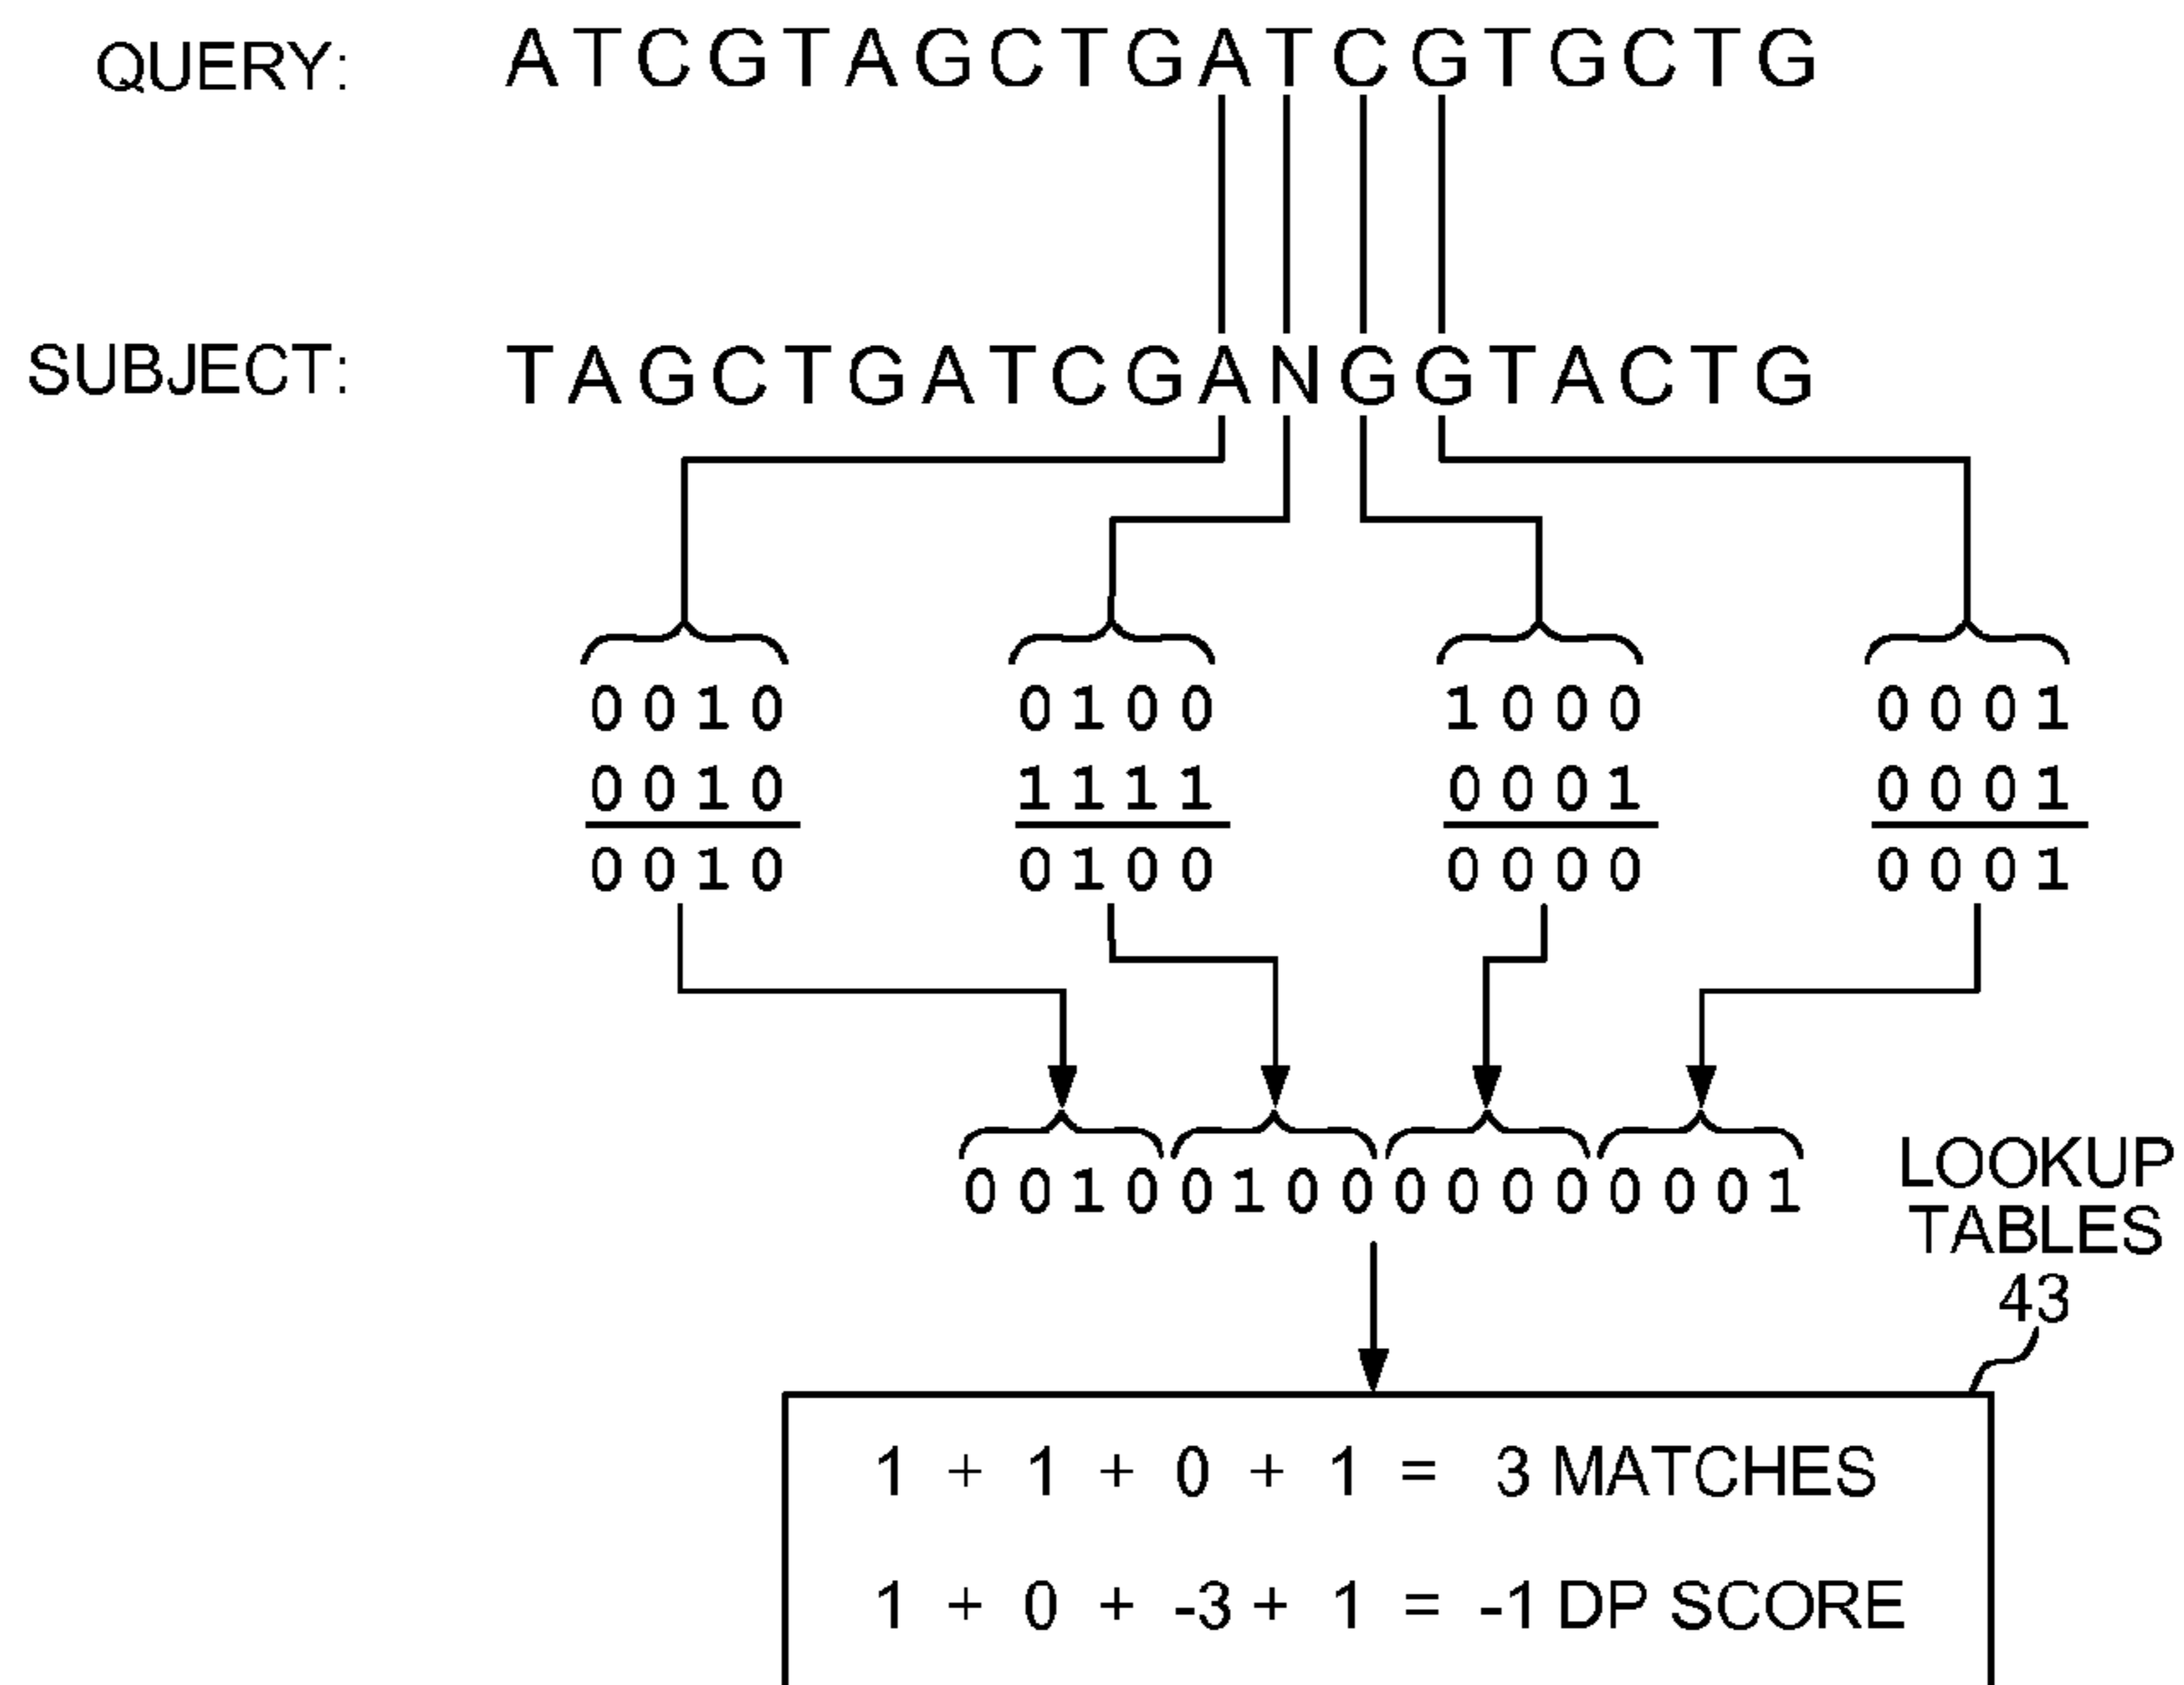 QUERY: ATCGTAGCTGATCGTGCTG
SUBJECT: TAGCTGATCGANGGTACTG
0010 0100 1000 0001
0010 1111 0001 0001
0010 0100 0000 0001
0010010000000001
LOOKUP
TABLES
43
1 + 1 + 0 + 1 = 3 MATCHES
1 + 0 + -3 + 1 = -1 DP SCORE